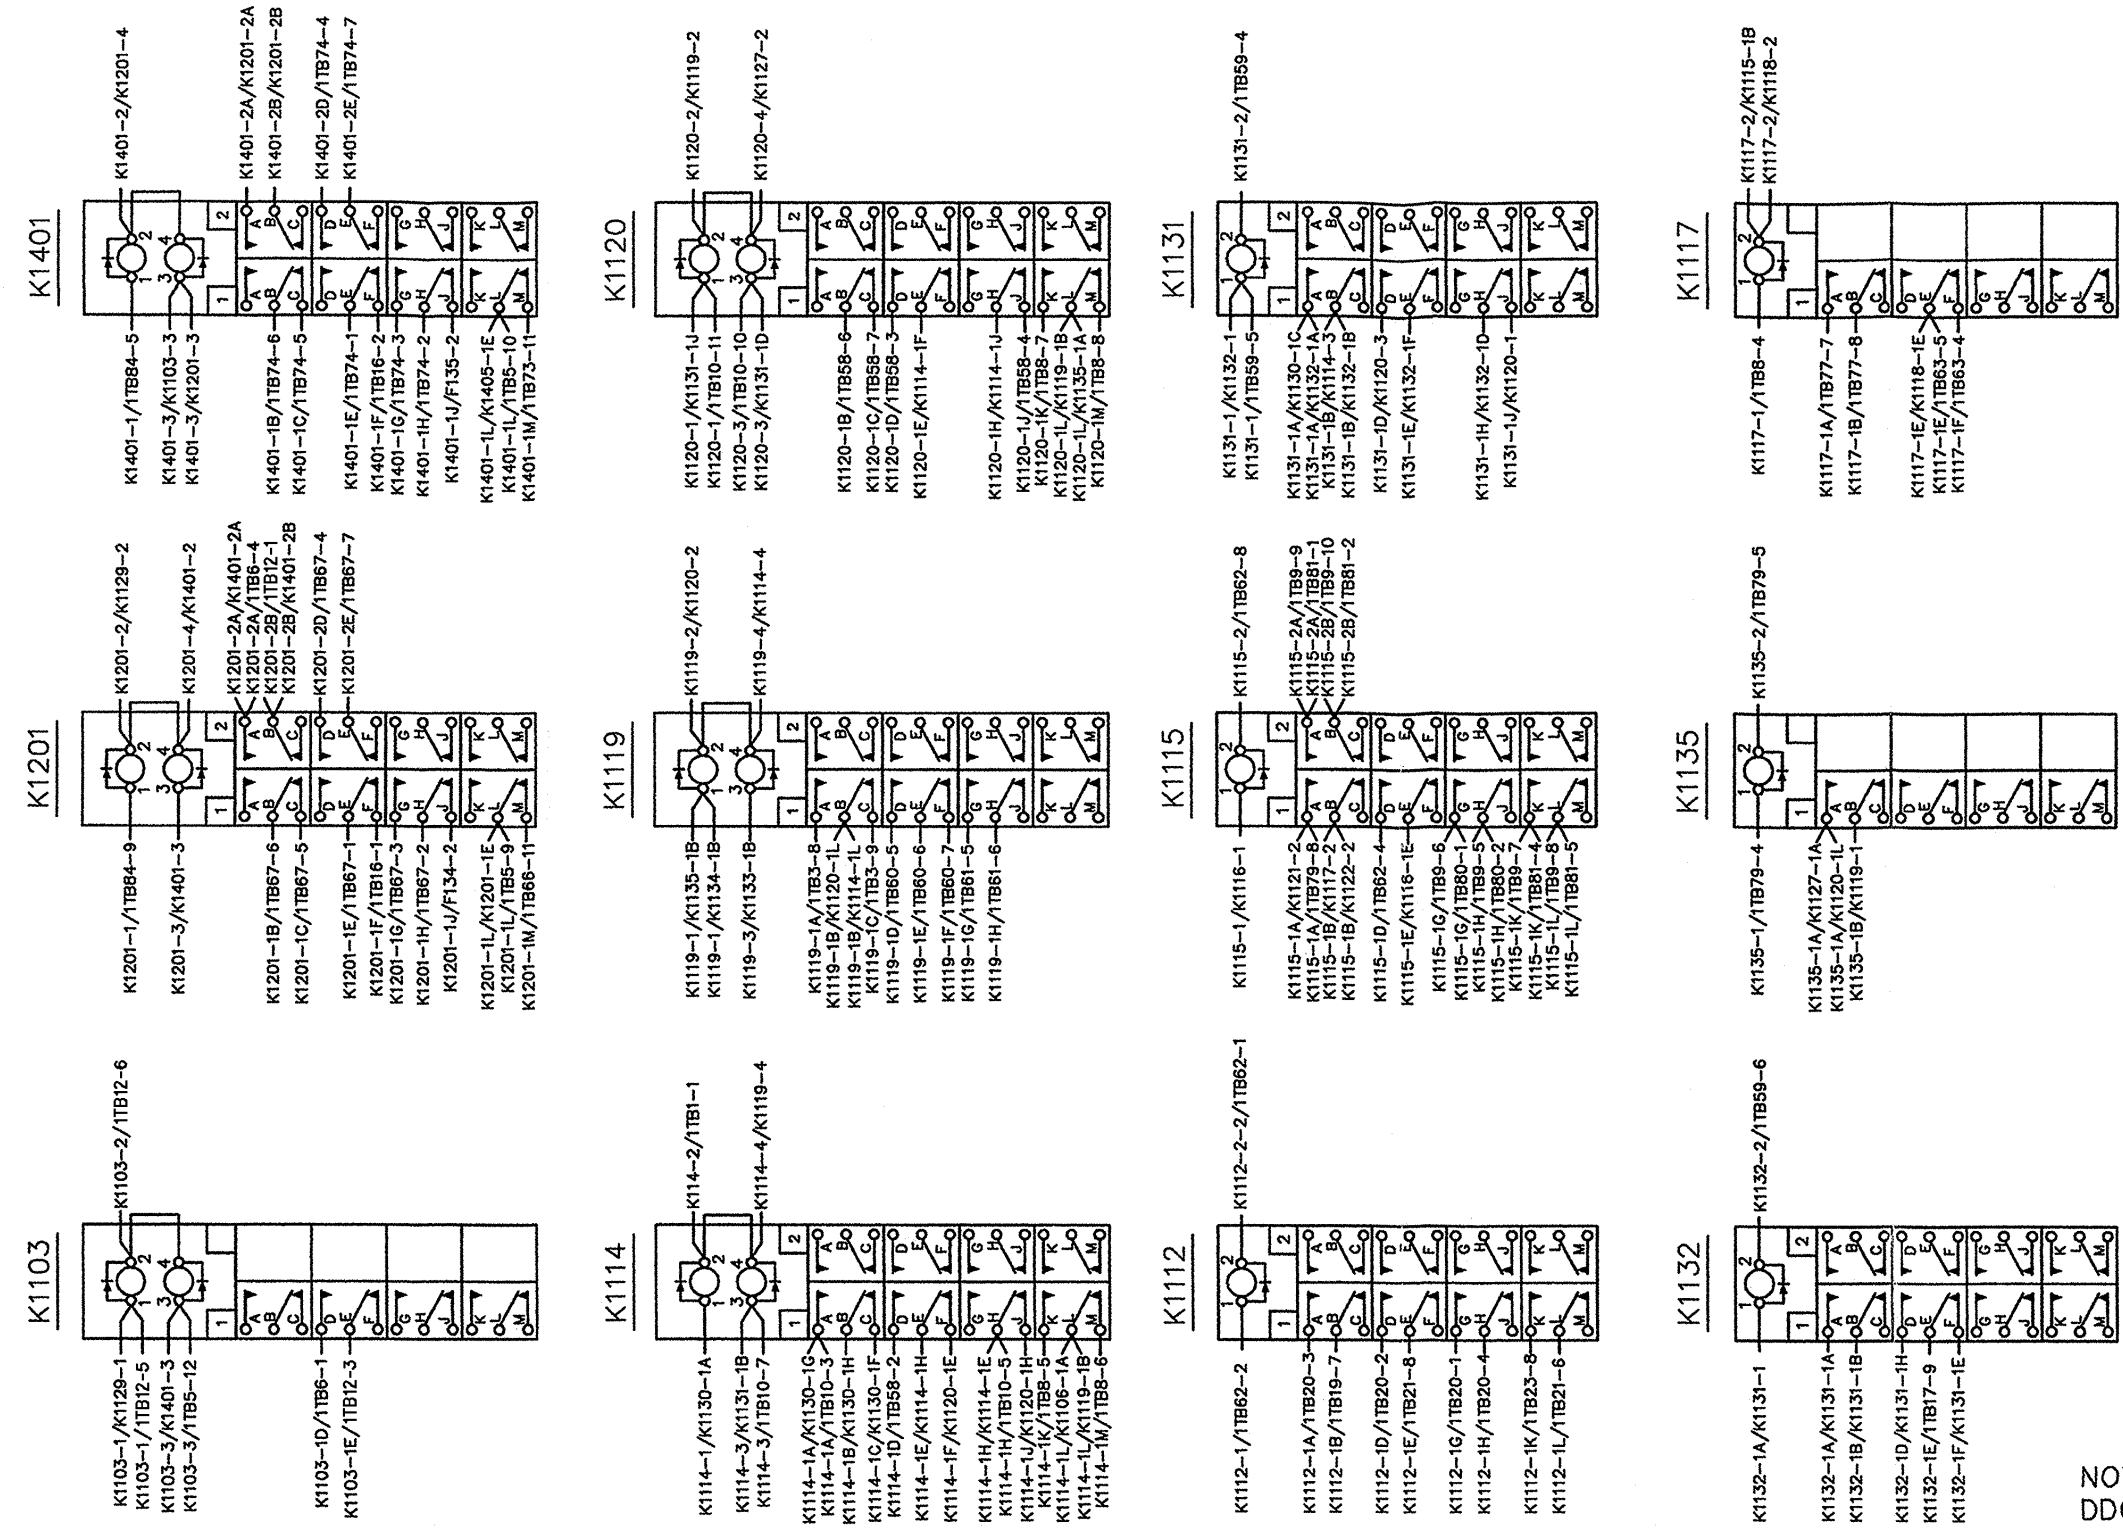 K1401
K1401-2/K1201-4
K1401-2A/K1201-2A
K1401-2B/K1201-2B
K1401-2D/1TB74-4
K1401-2E/1TB74-7
K1401-1/1TB84-5
K1401-3/K1103-3
K1401-3/K1201-3
K1401-1B/1TB74-6
K1401-1C/1TB74-5
K1401-1E/1TB74-1
K1401-1F/1TB16-2
K1401-1G/1TB74-3
K1401-1H/1TB74-2
K1401-1J/F135-2
K1401-1L/K1405-1E
K1401-1L/1TB5-10
K1401-1M/1TB73-11
K1201
K1201-2/K1129-2
K1201-4/K1401-2
K1201-2A/K1401-2A
K1201-2A/1TB6-4
K1201-2B/1TB12-1
K1201-2B/K1401-2B
K1201-2D/1TB67-4
K1201-2E/1TB67-7
K1201-1/1TB84-9
K1201-3/K1401-3
K1201-1B/1TB67-6
K1201-1C/1TB67-5
K1201-1E/1TB67-1
K1201-1F/1TB16-1
K1201-1G/1TB67-3
K1201-1H/1TB67-2
K1201-1J/F134-2
K1201-1L/K1201-1E
K1201-1L/1TB5-9
K1201-1M/1TB66-11
K1103
K1103-2/1TB12-6
K1103-1/K1129-1
K1103-1/1TB12-5
K1103-3/K1401-3
K1103-3/1TB5-12
K1103-1D/1TB6-1
K1103-1E/1TB12-3
K1120
K1120-2/K1119-2
K1120-4/K1127-2
K1120-1/K1131-1J
K1120-1/1TB10-11
K1120-3/1TB10-10
K1120-3/K1131-1D
K1120-1B/1TB58-6
K1120-1C/1TB58-7
K1120-1D/1TB58-3
K1120-1E/K1114-1F
K1120-1H/K1114-1J
K1120-1J/1TB58-4
K1120-1K/1TB8-7
K1120-1L/K1119-1B
K1120-1L/K1135-1A
K1120-1M/1TB8-8
K1119
K1119-2/K1120-2
K1119-4/K1114-4
K1119-1/K1135-1B
K1119-1/K1134-1B
K1119-3/K1133-1B
K1119-1A/1TB3-8
K1119-1B/K1120-1L
K1119-1B/K1114-1L
K1119-1C/1TB3-9
K1119-1D/1TB60-5
K1119-1E/1TB60-6
K1119-1F/1TB60-7
K1119-1G/1TB61-5
K1119-1H/1TB61-6
K1114
K1114-2/1TB1-1
K1114-4/K1119-4
K1114-1/K1130-1A
K1114-3/K1131-1B
K1114-3/1TB10-7
K1114-1A/K1130-1G
K1114-1A/1TB10-3
K1114-1B/K1130-1H
K1114-1C/K1130-1F
K1114-1D/1TB58-2
K1114-1E/K1114-1H
K1114-1F/K1120-1E
K1114-1H/K1114-1E
K1114-1H/1TB10-5
K1114-1J/K1120-1H
K1114-1K/1TB8-5
K1114-1L/K1106-1A
K1114-1L/K1119-1B
K1114-1M/1TB8-6
K1131
K1131-2/1TB59-4
K1131-1/K1132-1
K1131-1/1TB59-5
K1131-1A/K1130-1C
K1131-1A/K1132-1A
K1131-1B/K1114-3
K1131-1B/K1132-1B
K1131-1D/K1120-3
K1131-1E/K1132-1F
K1131-1H/K1132-1D
K1131-1J/K1120-1
K1115
K1115-2/1TB62-8
K1115-2A/1TB9-9
K1115-2A/1TB81-1
K1115-2B/1TB9-10
K1115-2B/1TB81-2
K1115-1/K1116-1
K1115-1A/K1121-2
K1115-1A/1TB79-8
K1115-1B/K1117-2
K1115-1B/K1122-2
K1115-1D/1TB62-4
K1115-1E/K1116-1E
K1115-1G/1TB9-6
K1115-1G/1TB80-1
K1115-1H/1TB9-5
K1115-1H/1TB80-2
K1115-1K/1TB9-7
K1115-1K/1TB81-4
K1115-1L/1TB9-8
K1115-1L/1TB81-5
K1112
K1112-2-2/1TB62-1
K1112-1/1TB62-2
K1112-1A/1TB20-3
K1112-1B/1TB19-7
K1112-1D/1TB20-2
K1112-1E/1TB21-8
K1112-1G/1TB20-1
K1112-1H/1TB20-4
K1112-1K/1TB23-8
K1112-1L/1TB21-6
K1117
K1117-2/K1115-1B
K1117-2/K1118-2
K1117-1/1TB8-4
K1117-1A/1TB77-7
K1117-1B/1TB77-8
K1117-1E/K1118-1E
K1117-1E/1TB63-5
K1117-1F/1TB63-4
K1135
K1135-2/1TB79-5
K1135-1/1TB79-4
K1135-1A/K1127-1A
K1135-1A/K1120-1L
K1135-1B/K1119-1
K1132
K1132-2/1TB59-6
K1132-1A/K1131-1
K1132-1A/K1131-1A
K1132-1B/K1131-1B
K1132-1D/K1131-1H
K1132-1E/1TB17-9
K1132-1F/K1131-1E